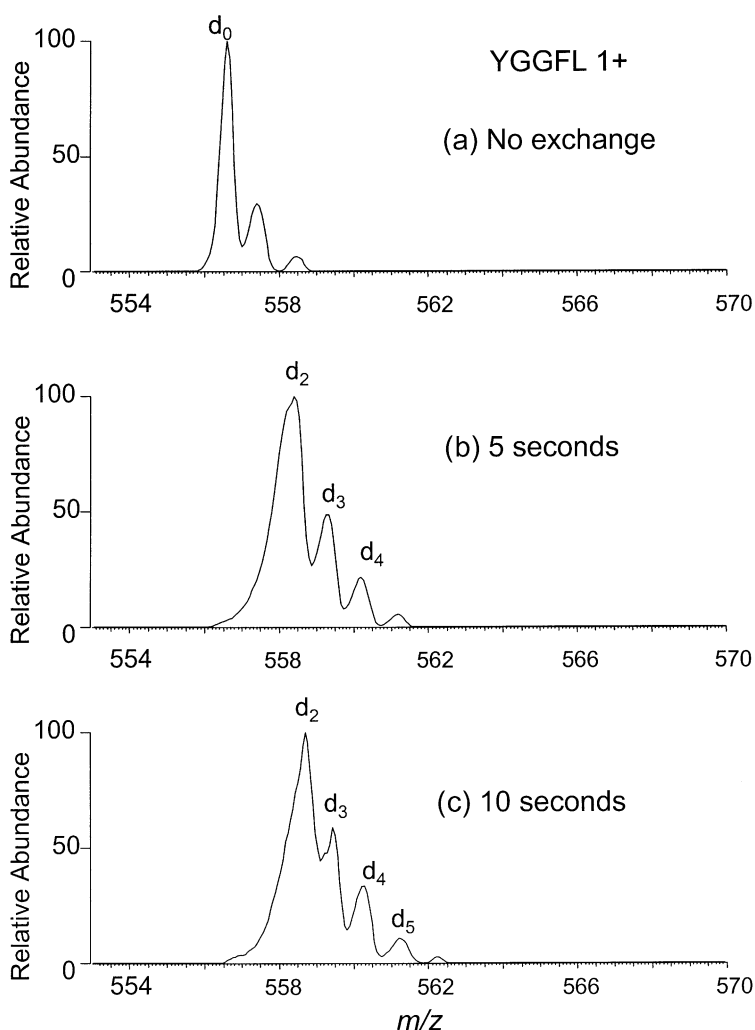 d₀
100
YGGFL 1+
(a) No exchange
50
0
Relative Abundance
554 558 562 566 570
d₂
100
(b) 5 seconds
d₃
50
d₄
0
Relative Abundance
554 558 562 566 570
d₂
100
d₃
(c) 10 seconds
50
d₄
d₅
0
Relative Abundance
554 558 562 566 570
m/z